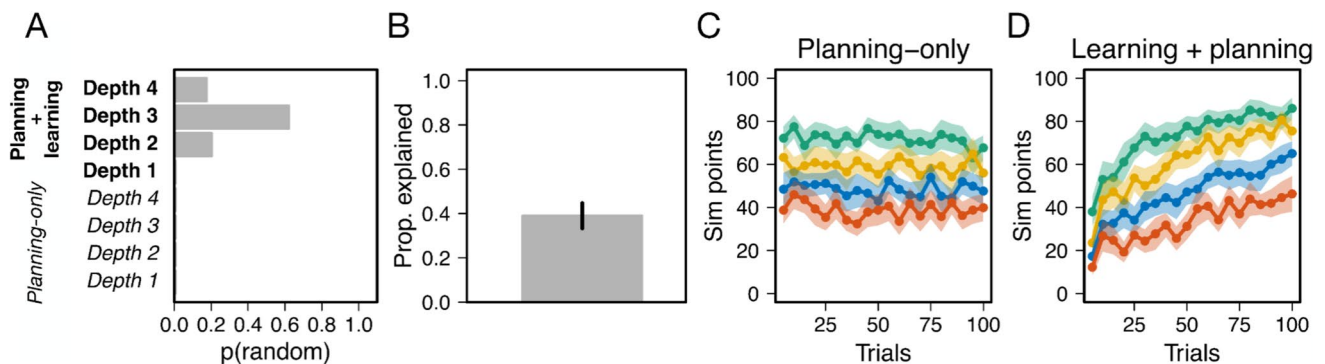 A
B
C
D
Planning–only
Learning + planning
Planning
+
learning
Planning-only
Depth 4
Depth 3
Depth 2
Depth 1
Depth 4
Depth 3
Depth 2
Depth 1
0.0 0.2 0.4 0.6 0.8 1.0
p(random)
Prop. explained
1.0
0.8
0.6
0.4
0.2
0.0
Sim points
100
80
60
40
20
0
25 50 75 100
Trials
Sim points
100
80
60
40
20
0
25 50 75 100
Trials